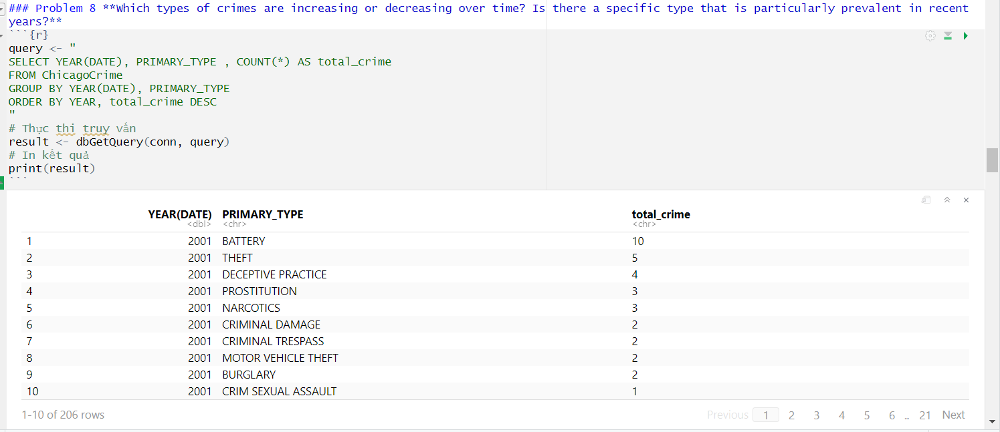 ### Problem 8 **Which types of crimes are increasing or decreasing over time? Is there a specific type that is particularly prevalent in recent
years?**
```{r}
query <- "
SELECT YEAR(DATE), PRIMARY_TYPE , COUNT(*) AS total_crime
FROM ChicagoCrime
GROUP BY YEAR(DATE), PRIMARY_TYPE
ORDER BY YEAR, total_crime DESC
"
# Thực thi truy vấn
result <- dbGetQuery(conn, query)
# In kết quả
print(result)
```
YEAR(DATE) PRIMARY_TYPE total_crime
<dbl> <chr> <chr>
1 2001 BATTERY 10
2 2001 THEFT 5
3 2001 DECEPTIVE PRACTICE 4
4 2001 PROSTITUTION 3
5 2001 NARCOTICS 3
6 2001 CRIMINAL DAMAGE 2
7 2001 CRIMINAL TRESPASS 2
8 2001 MOTOR VEHICLE THEFT 2
9 2001 BURGLARY 2
10 2001 CRIM SEXUAL ASSAULT 1
1-10 of 206 rows Previous 1 2 3 4 5 6 ... 21 Next